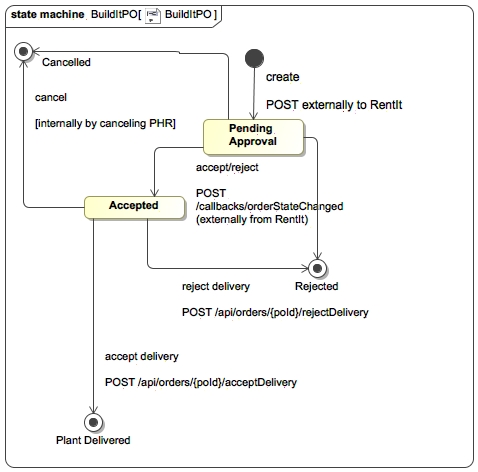 state machine BuildItPO[ BuildItPO ]
Cancelled
create
cancel
POST externally to RentIt
[internally by canceling PHR]
Pending
Approval
accept/reject
POST
/callbacks/orderStateChanged
(externally from RentIt)
Accepted
reject delivery
Rejected
POST /api/orders/{poId}/rejectDelivery
accept delivery
POST /api/orders/{poId}/acceptDelivery
Plant Delivered